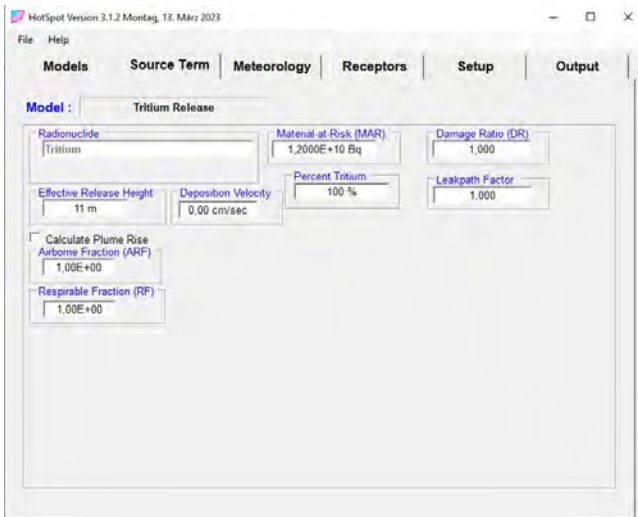 HotSpot Version 3.1.2 Montag, 13. März 2023
File Help
Models Source Term Meteorology Receptors Setup Output
Model : Tritium Release
Radionuclide Material-at-Risk (MAR) Damage Ratio (DR)
Tritium 1,2000E+10 Bq 1,000
Effective Release Height Deposition Velocity Percent Tritium Leakpath Factor
11 m 0,00 cm/sec 100 % 1,000
Calculate Plume Rise
Airborne Fraction (ARF)
1,00E+00
Respirable Fraction (RF)
1,00E+00